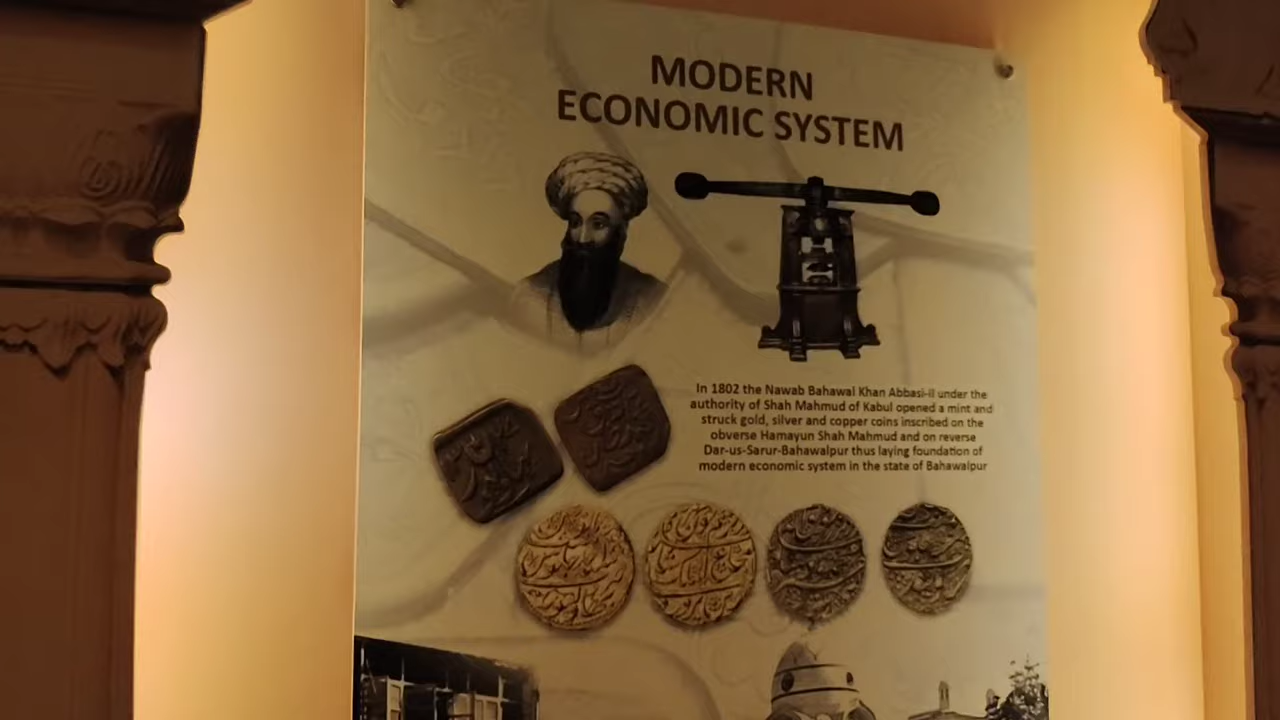 MODERN
ECONOMIC SYSTEM
In 1802 the Nawab Bahawal Khan Abbasi-II under the
authority of Shah Mahmud of Kabul opened a mint and
struck gold, silver and copper coins inscribed on the
obverse Hamayun Shah Mahmud and on reverse
Dar-us-Sarur-Bahawalpur thus laying foundation of
modern economic system in the state of Bahawalpur